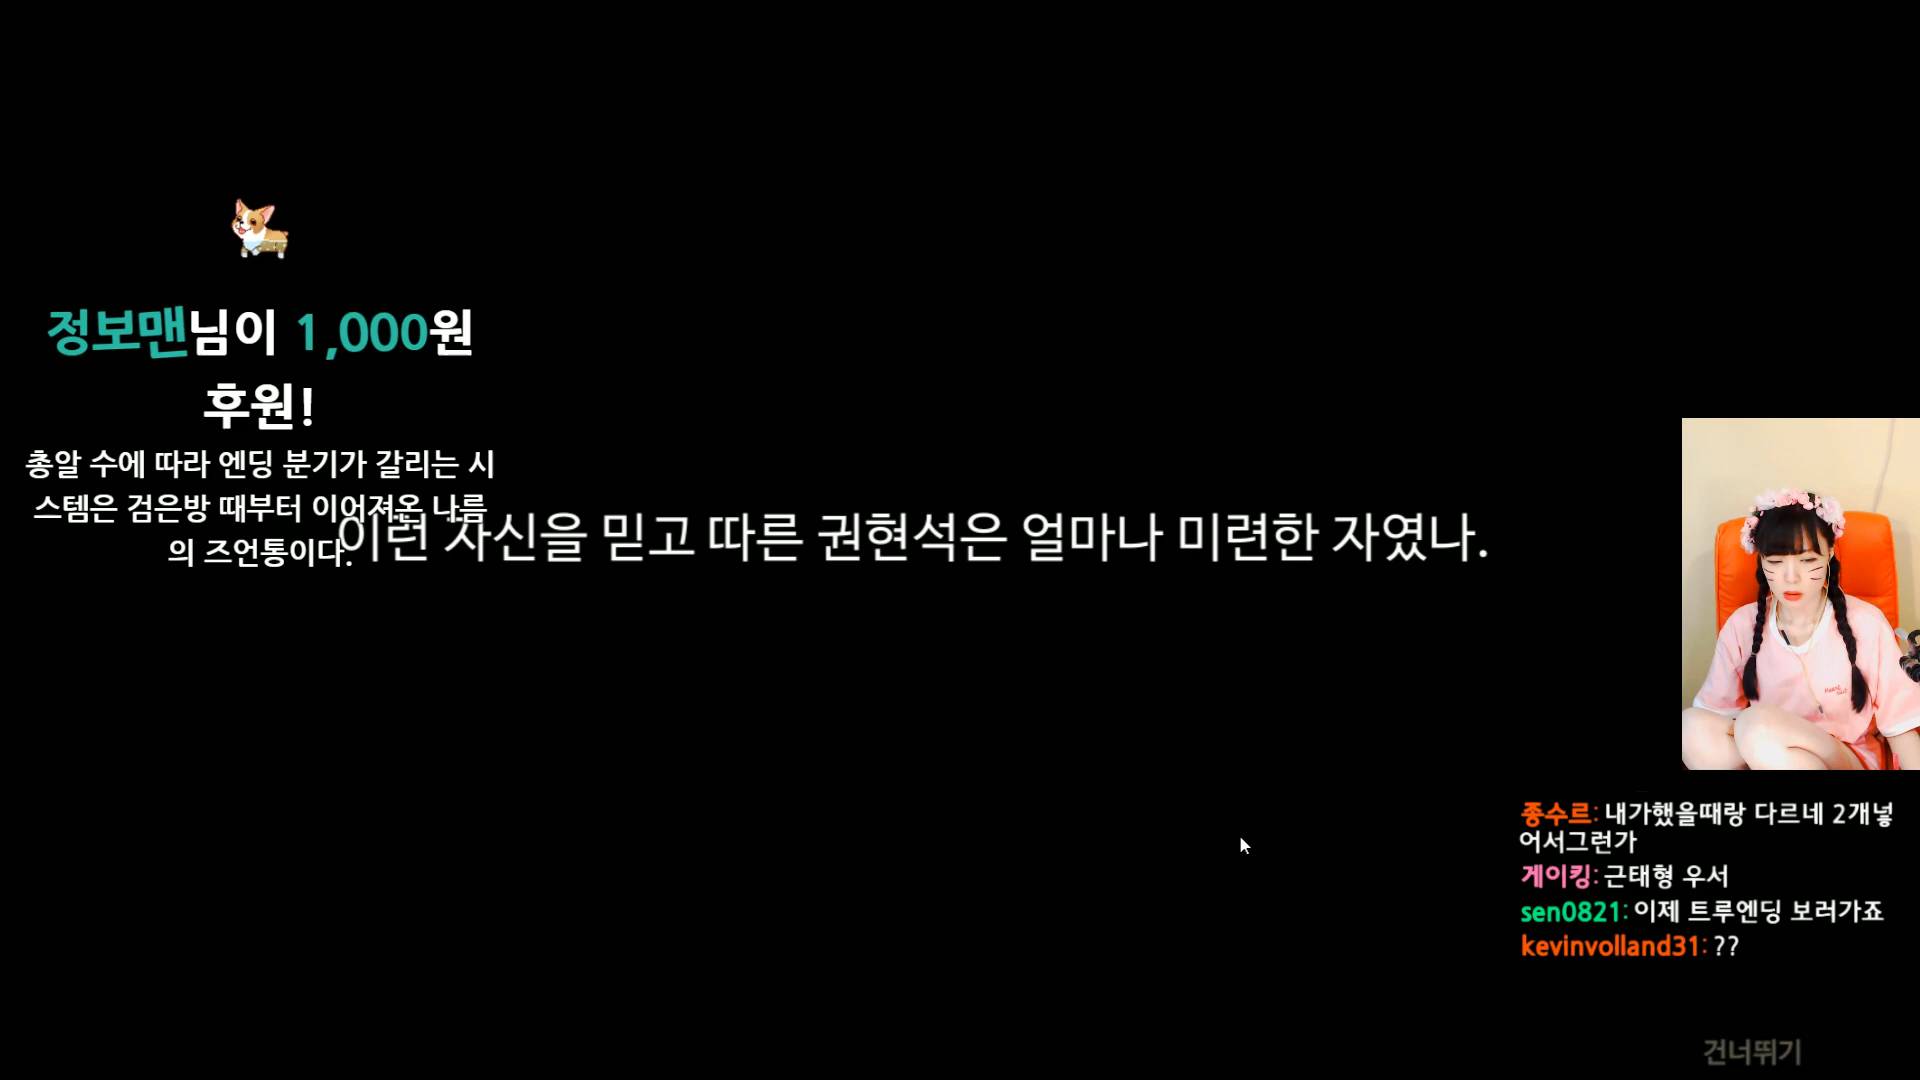 정보맨님이 1,000원
후원!
총알 수에 따라 엔딩 분기가 갈리는 시
스템은 검은방 때부터 이어져온 나름
의 즈언통이다.
이런 자신을 믿고 따른 권현석은 얼마나 미련한 자였나.
종수르: 내가했을때랑 다르네 2개넣
어서그런가
게이킹: 근태형 우서
sen0821: 이제 트루엔딩 보러가죠
kevinvolland31: ??
건너뛰기